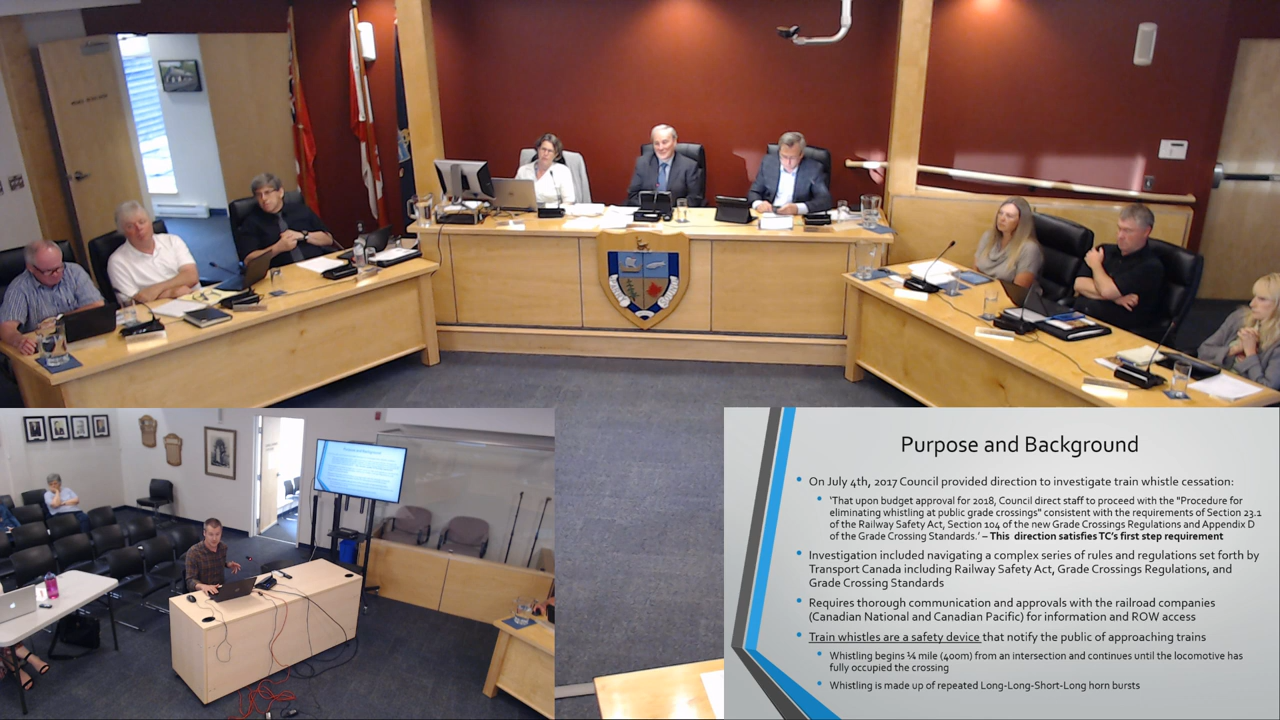 Purpose and Background
On July 4th, 2017 Council provided direction to investigate train whistle cessation:
'That upon budget approval for 2018, Council direct staff to proceed with the "Procedure for
eliminating whistling at public grade crossings" consistent with the requirements of Section 23.1
of the Railway Safety Act, Section 104 of the new Grade Crossings Regulations and Appendix D
of the Grade Crossing Standards.' – This direction satisfies TC's first step requirement
Investigation included navigating a complex series of rules and regulations set forth by
Transport Canada including Railway Safety Act, Grade Crossings Regulations, and
Grade Crossing Standards
Requires thorough communication and approvals with the railroad companies
(Canadian National and Canadian Pacific) for information and ROW access
Train whistles are a safety device that notify the public of approaching trains
Whistling begins ¼ mile (400m) from an intersection and continues until the locomotive has
fully occupied the crossing
Whistling is made up of repeated Long-Long-Short-Long horn bursts